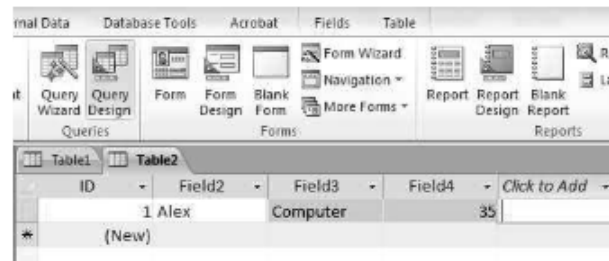 rnal Data Database Tools Acrobat Fields Table
Query Wizard Query Design Form Form Design Blank Form Form Wizard Navigation More Forms Report Report Design Blank Report
Queries Forms Reports
Table1 Table2
ID Field2 Field3 Field4 Click to Add
1 Alex Computer 35
* (New)